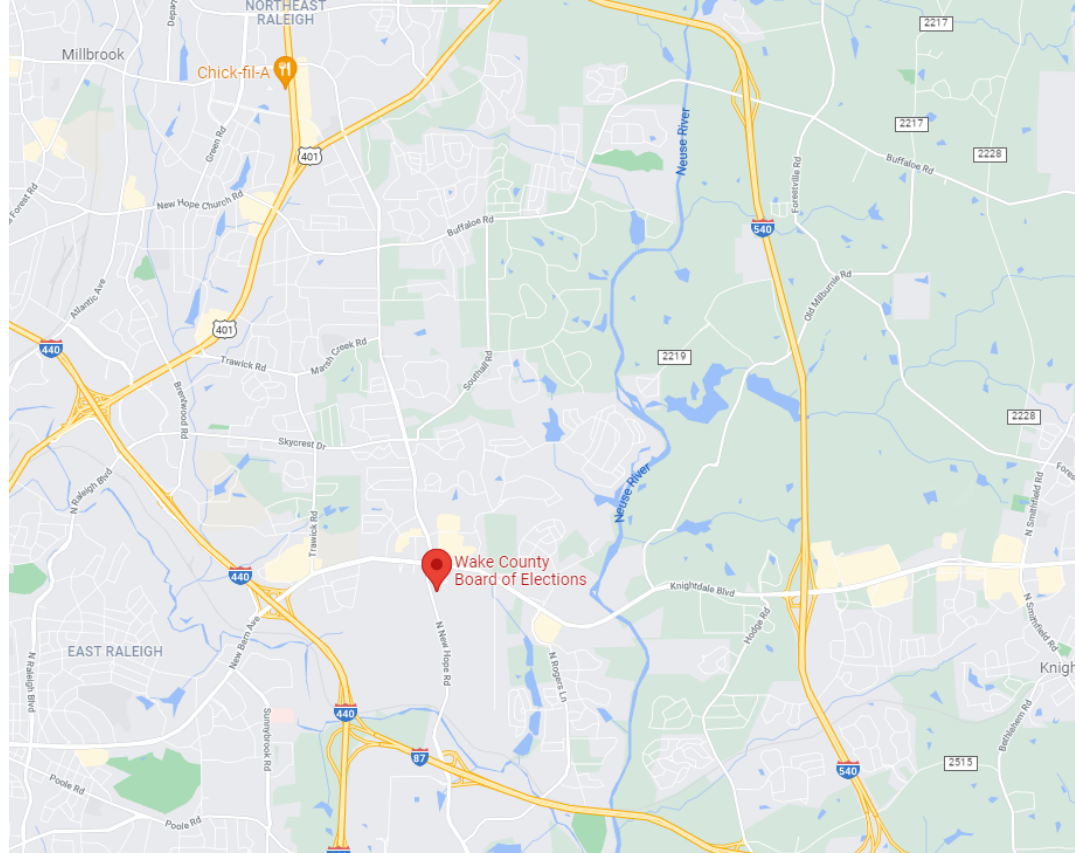 NORTHEAST
RALEIGH
2217
Millbrook
Chick-fil-A
Neuse River
2217
Green Rd
401
2228
Buffaloe Rd
Forestville Rd
New Hope Church Rd
Buffaloe Rd
540
Atlantic Ave
Old Milburnie Rd
401
440
Marsh Creek Rd
Trawick Rd
2219
Southall Rd
Brentwood Rd
2228
Skycrest Dr
N Raleigh Blvd
Neuse River
N Smithfield Rd
Trawick Rd
Wake County
Board of Elections
440
Knightdale Blvd
Hodge Rd
N Smithfield Rd
New Bern Ave
N New Hope Rd
EAST RALEIGH
N Rogers Ln
N Raleigh Blvd
Knigh
Bethlehem Rd
440
Sunnybrook Rd
87
2515
540
Poole Rd
Poole Rd